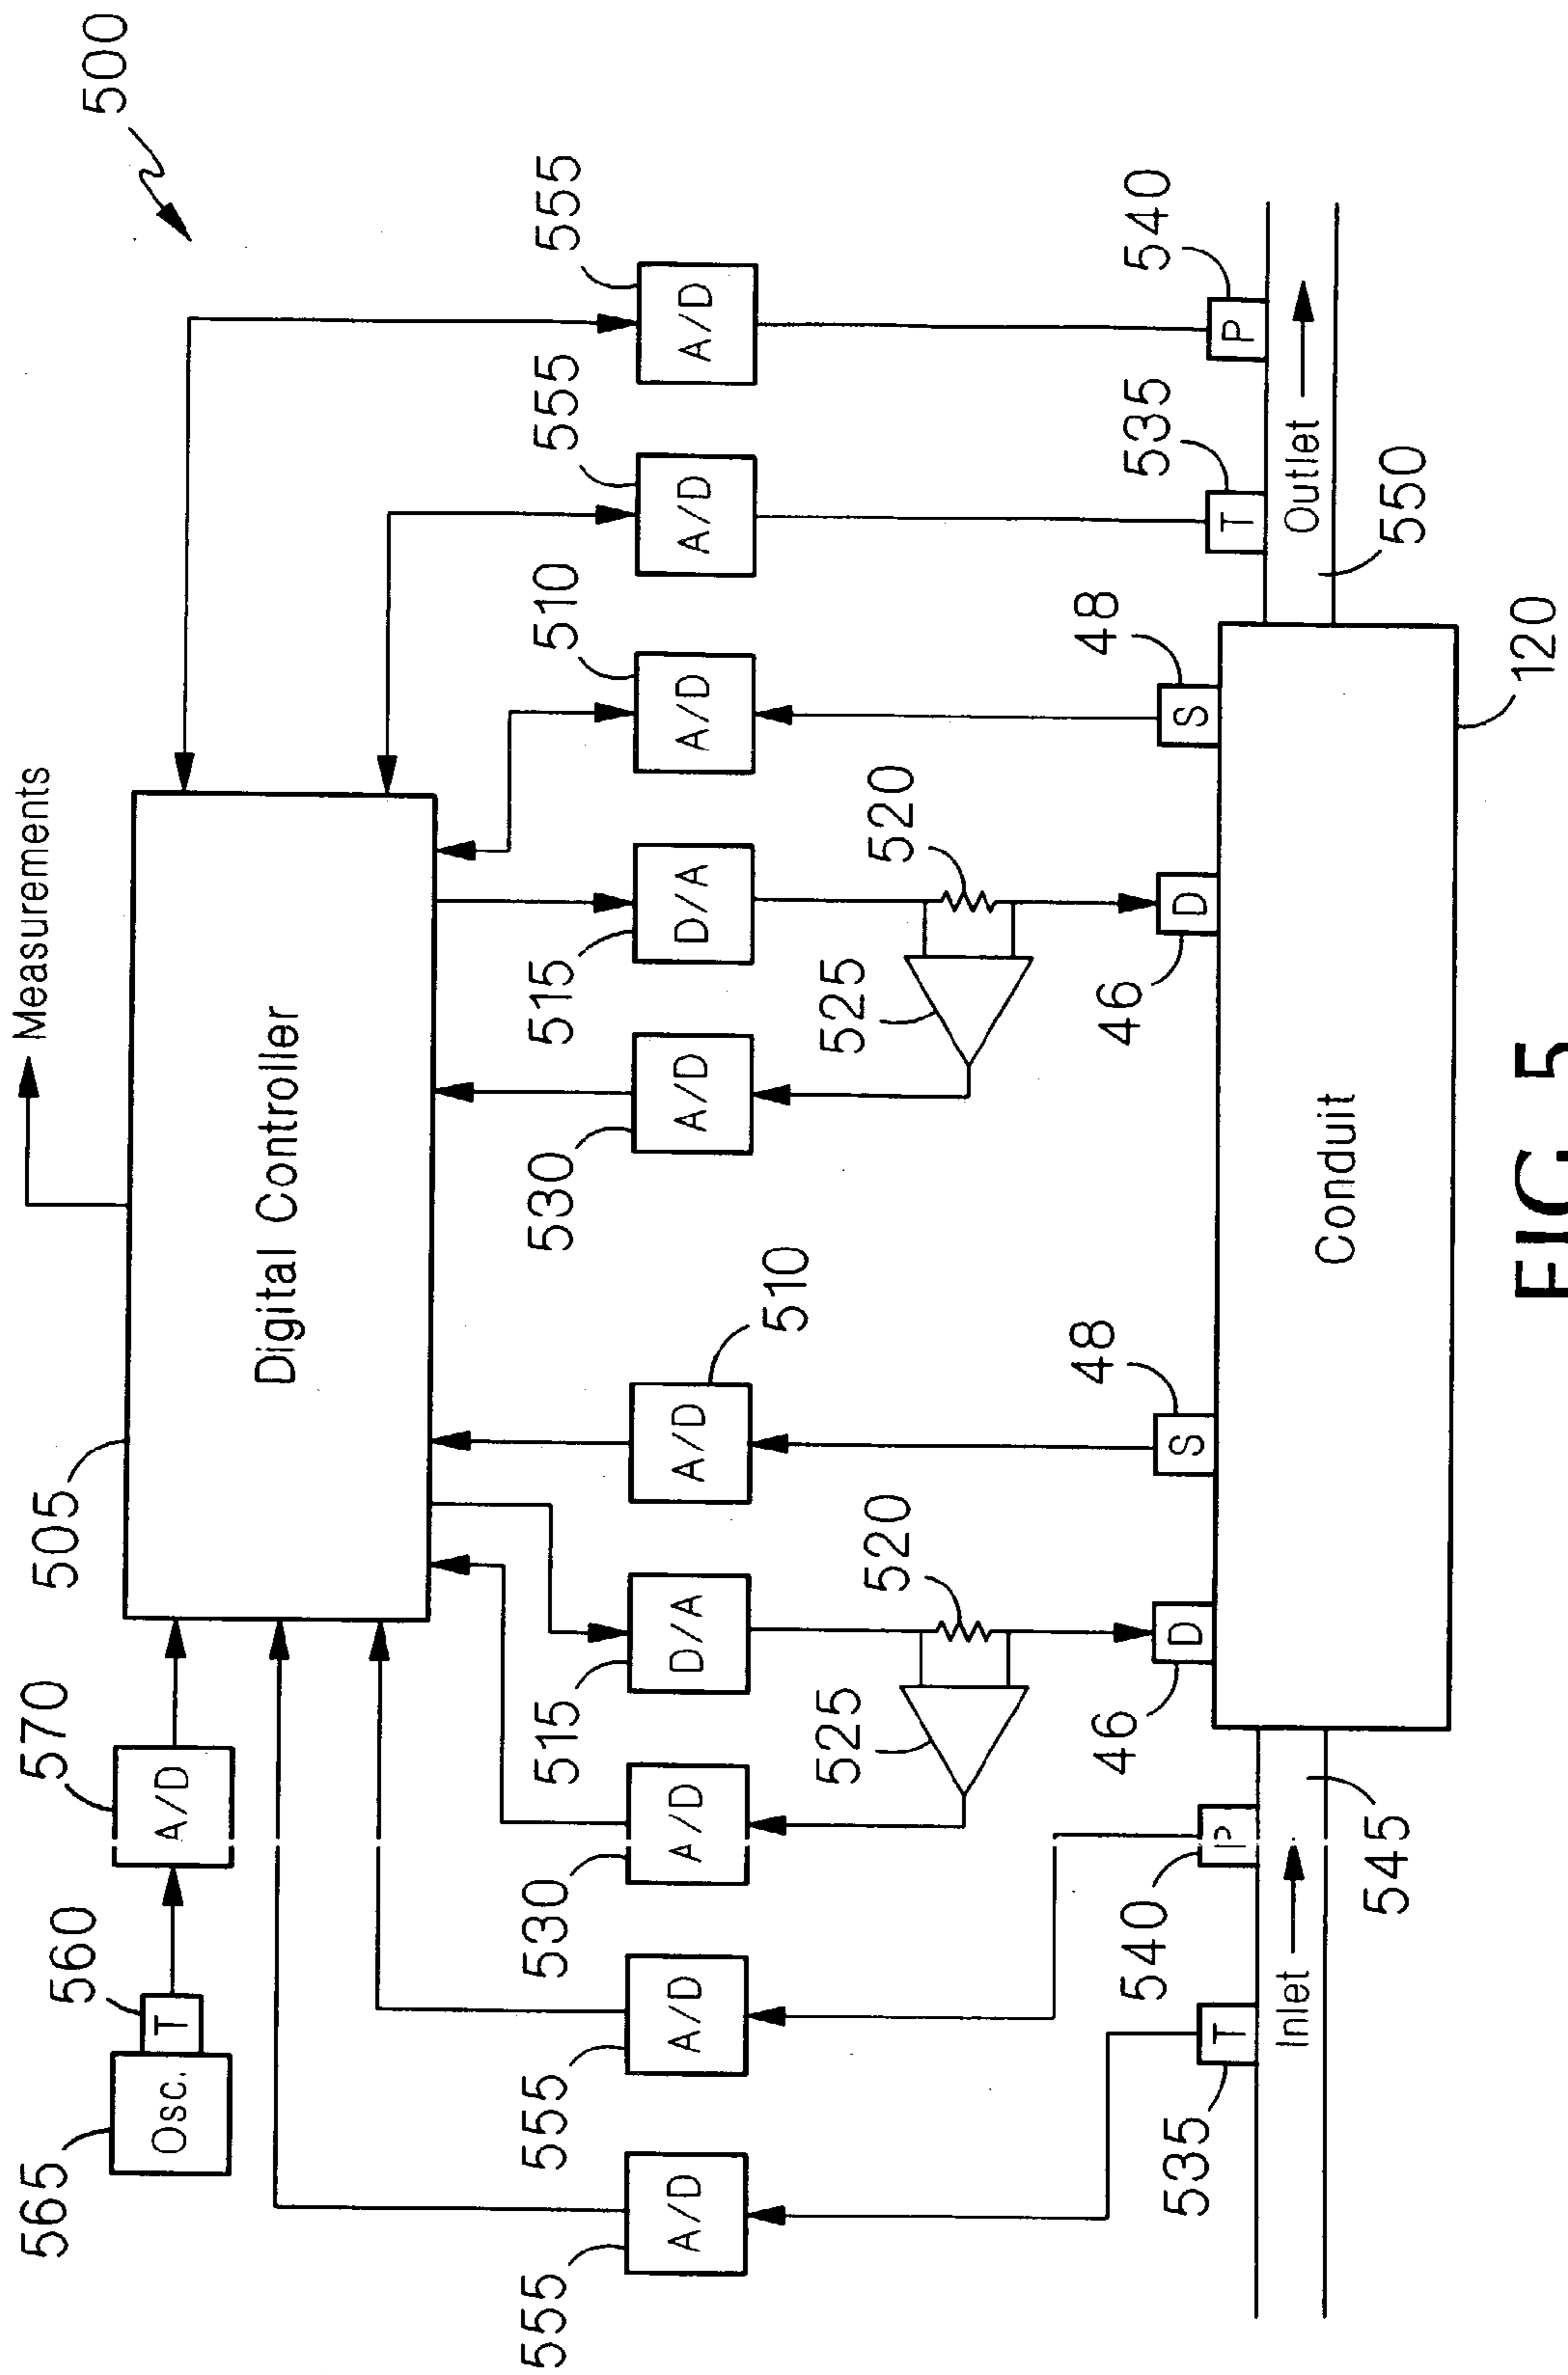 500
Measurements
565
560
570
505
Osc.
T
A/D
Digital Controller
555
555
530
515
510
530
515
510
555
555
A/D
A/D
A/D
D/A
A/D
A/D
D/A
A/D
A/D
A/D
525
520
525
520
535
540
46
48
46
48
535
540
T
P
D
S
D
S
T
P
Inlet
Outlet
545
Conduit
550
120
FIG. 5